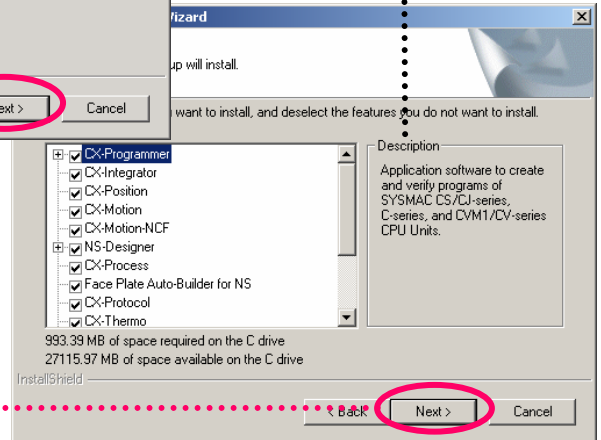 Wizard
up will install.
ext >
Cancel
want to install, and deselect the features you do not want to install.
CX-Programmer
CX-Integrator
CX-Position
CX-Motion
CX-Motion-NCF
NS-Designer
CX-Process
Face Plate Auto-Builder for NS
CX-Protocol
CX-Thermo
Description
Application software to create
and verify programs of
SYSMAC CS/CJ-series,
C-series, and CVM1/CV-series
CPU Units.
993.39 MB of space required on the C drive
27115.97 MB of space available on the C drive
InstallShield
< Back
Next >
Cancel